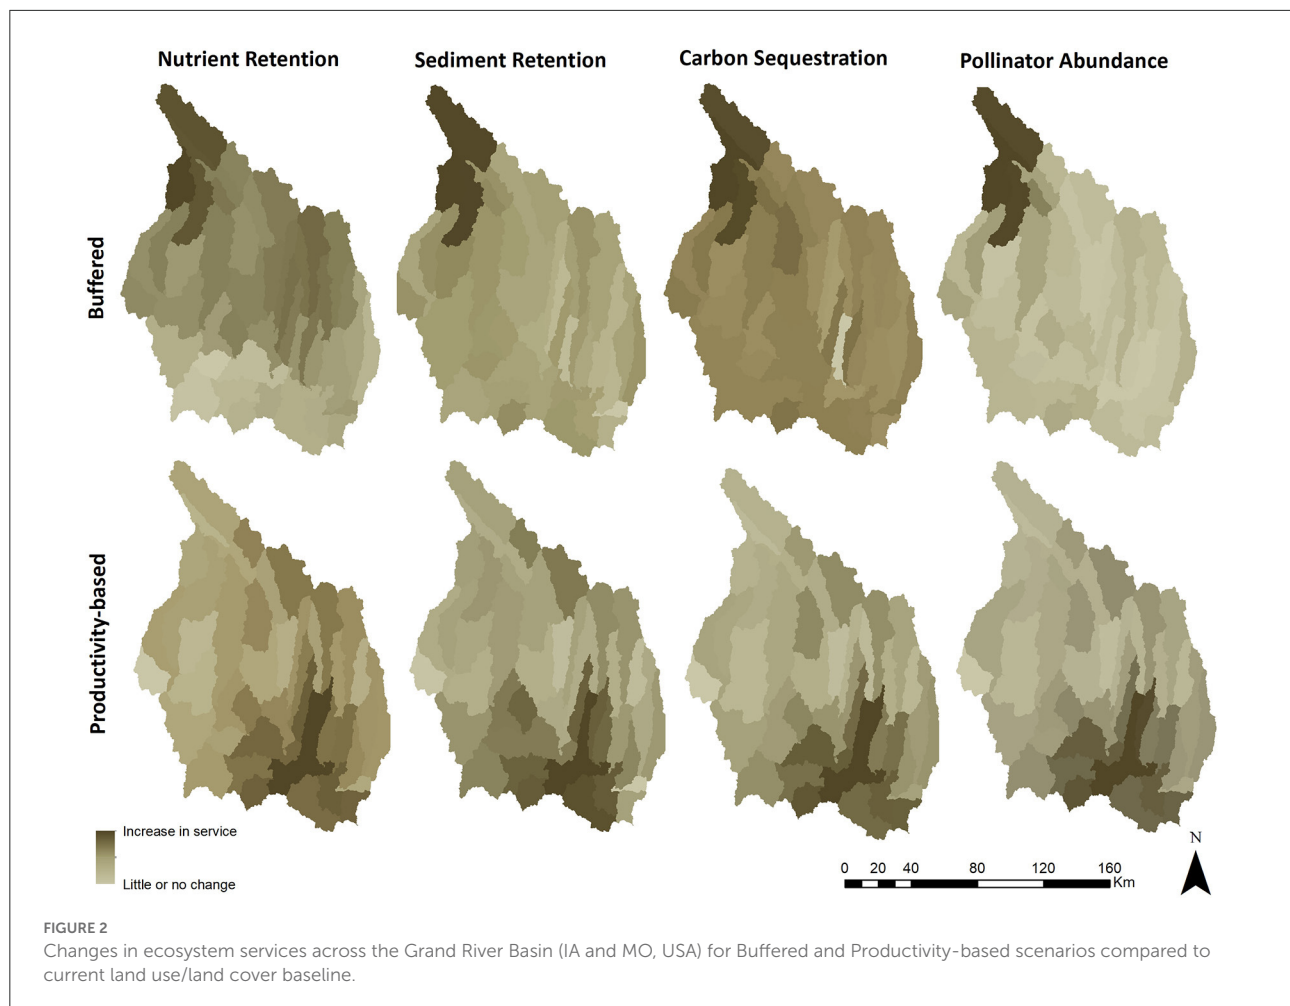 Nutrient Retention
Sediment Retention
Carbon Sequestration
Pollinator Abundance
Buffered
Productivity-based
Increase in service
Little or no change
N
0 20 40 80 120 160
Km
FIGURE 2
Changes in ecosystem services across the Grand River Basin (IA and MO, USA) for Buffered and Productivity-based scenarios compared to
current land use/land cover baseline.